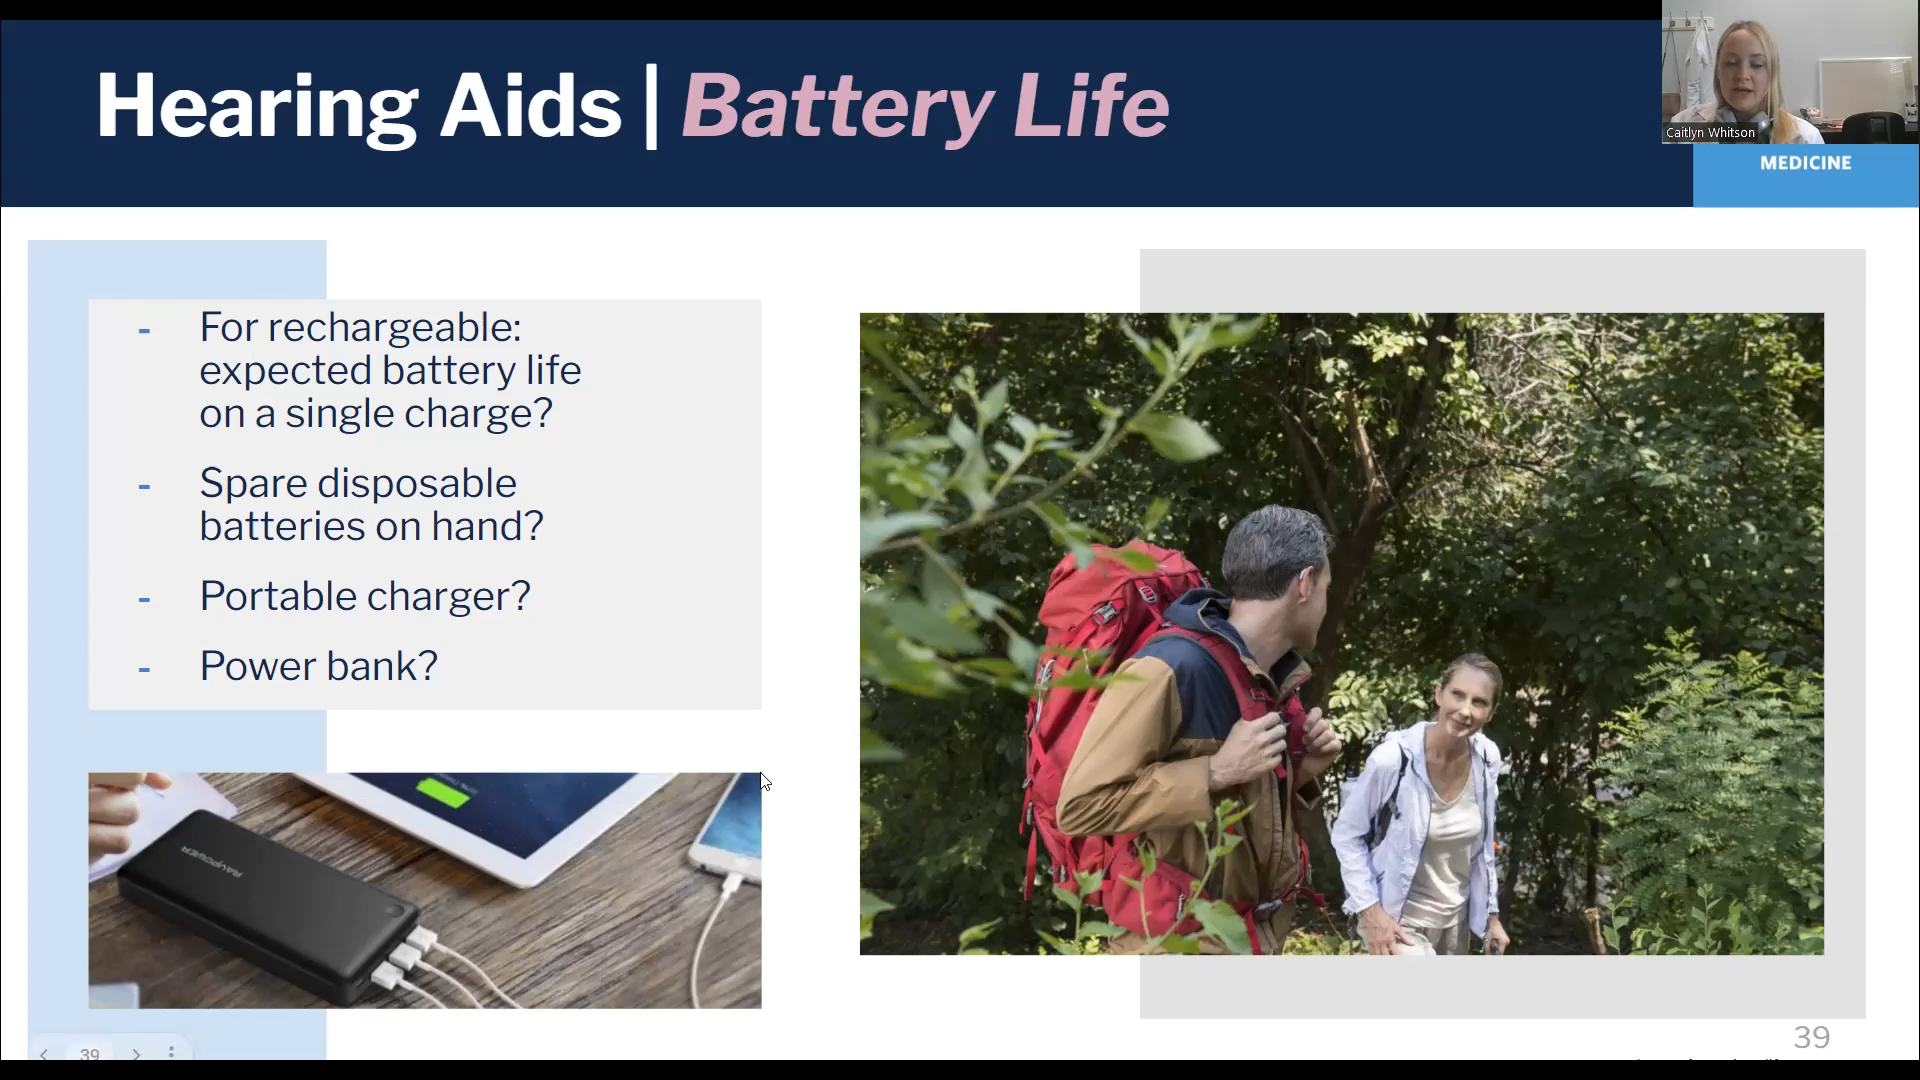 Hearing Aids | Battery Life
Caitlyn Whitson
MEDICINE
- For rechargeable:
expected battery life
on a single charge?
- Spare disposable
batteries on hand?
- Portable charger?
- Power bank?
RAVPOWER
39
39